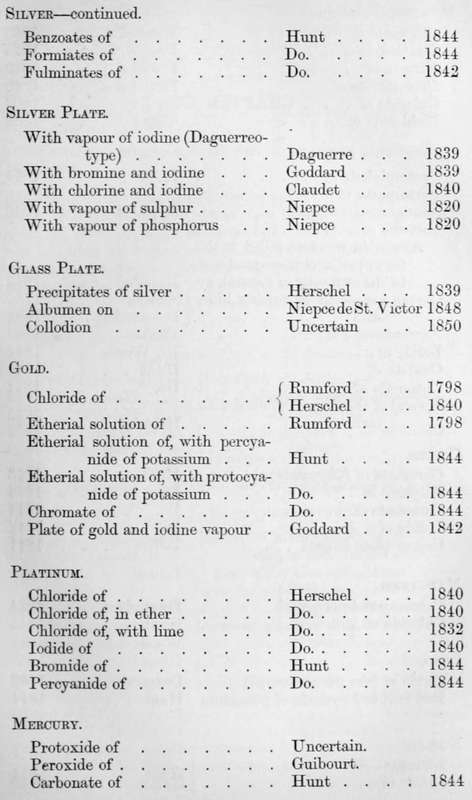 SILVER—continued.
Benzoates of . . . . . . . Hunt . . . . 1844
Formiates of . . . . . . . Do. . . . . 1844
Fulminates of . . . . . . . Do. . . . . 1842
SILVER PLATE.
With vapour of iodine (Daguerreo-
type) . . . . . . . Daguerre . . . 1839
With bromine and iodine . . . Goddard . . . 1839
With chlorine and iodine . . . Claudet . . . 1840
With vapour of sulphur . . . . Niepce . . . 1820
With vapour of phosphorus . . Niepce . . . 1820
GLASS PLATE.
Precipitates of silver . . . . . Herschel . . . 1839
Albumen on . . . . . . Niepce de St. Victor 1848
Collodion . . . . . . . Uncertain . . . 1850
GOLD.
Chloride of . . . . . . . { Rumford . . . 1798
{ Herschel . . . 1840
Etherial solution of . . . . . Rumford . . . 1798
Etherial solution of, with percya-
nide of potassium . . . Hunt . . . . 1844
Etherial solution of, with protocya-
nide of potassium . . . Do. . . . . 1844
Chromate of . . . . . . Do. . . . . 1844
Plate of gold and iodine vapour . Goddard . . . 1842
PLATINUM.
Chloride of . . . . . . . Herschel . . . 1840
Chloride of, in ether . . . . . Do. . . . . 1840
Chloride of, with lime . . . . Do. . . . . 1832
Iodide of . . . . . . . Do. . . . . 1840
Bromide of . . . . . . . Hunt . . . . 1844
Percyanide of . . . . . . Do. . . . . 1844
MERCURY.
Protoxide of . . . . . . . Uncertain.
Peroxide of . . . . . . . Guibourt.
Carbonate of . . . . . . . Hunt . . . . 1844